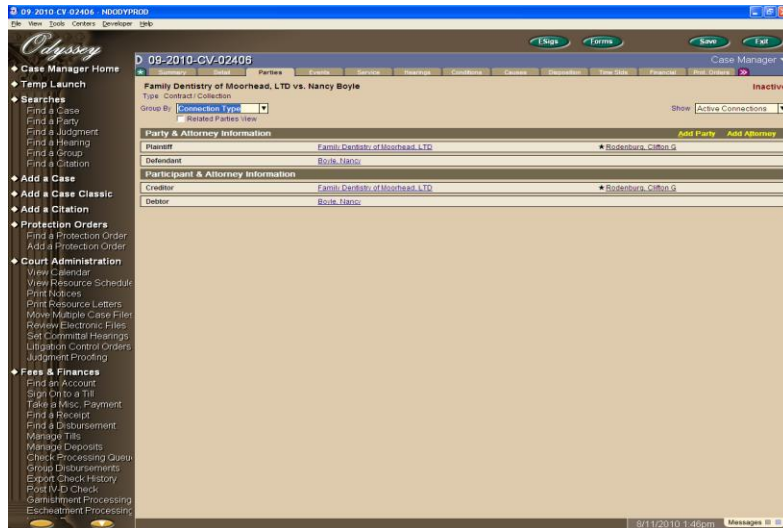 09-2010-CV-02406 - NDODYPROD
File View Tools Centers Developer Help
Odyssey
ESigs Forms Save Exit
D 09-2010-CV-02406
Case Manager
Summary Detail Parties Events Service Hearings Conditions Causes Disposition Time Stds Financial Prot. Orders
Family Dentistry of Moorhead, LTD vs. Nancy Boyle
Inactive
Type Contract / Collection
Group By Connection Type
Show Active Connections
Related Parties View
Party & Attorney Information
Add Party Add Attorney
Plaintiff Family Dentistry of Moorhead, LTD ★ Rodenburg, Clifton G
Defendant Boyle, Nancy
Participant & Attorney Information
Creditor Family Dentistry of Moorhead, LTD ★ Rodenburg, Clifton G
Debtor Boyle, Nancy
Case Manager Home
Temp Launch
Searches
Find a Case
Find a Party
Find a Judgment
Find a Hearing
Find a Group
Find a Citation
Add a Case
Add a Case Classic
Add a Citation
Protection Orders
Find a Protection Order
Add a Protection Order
Court Administration
View Calendar
View Resource Schedule
Print Notices
Print Resource Letters
Move Multiple Case Files
Review Electronic Files
Set Committal Hearings
Litigation Control Orders
Judgment Proofing
Fees & Finances
Find an Account
Sign On to a Till
Take a Misc. Payment
Find a Receipt
Find a Disbursement
Manage Tills
Manage Deposits
Check Processing Queue
Group Disbursements
Export Check History
Post IV-D Check
Garnishment Processing
Escheatment Processing
8/11/2010 1:46pm Messages